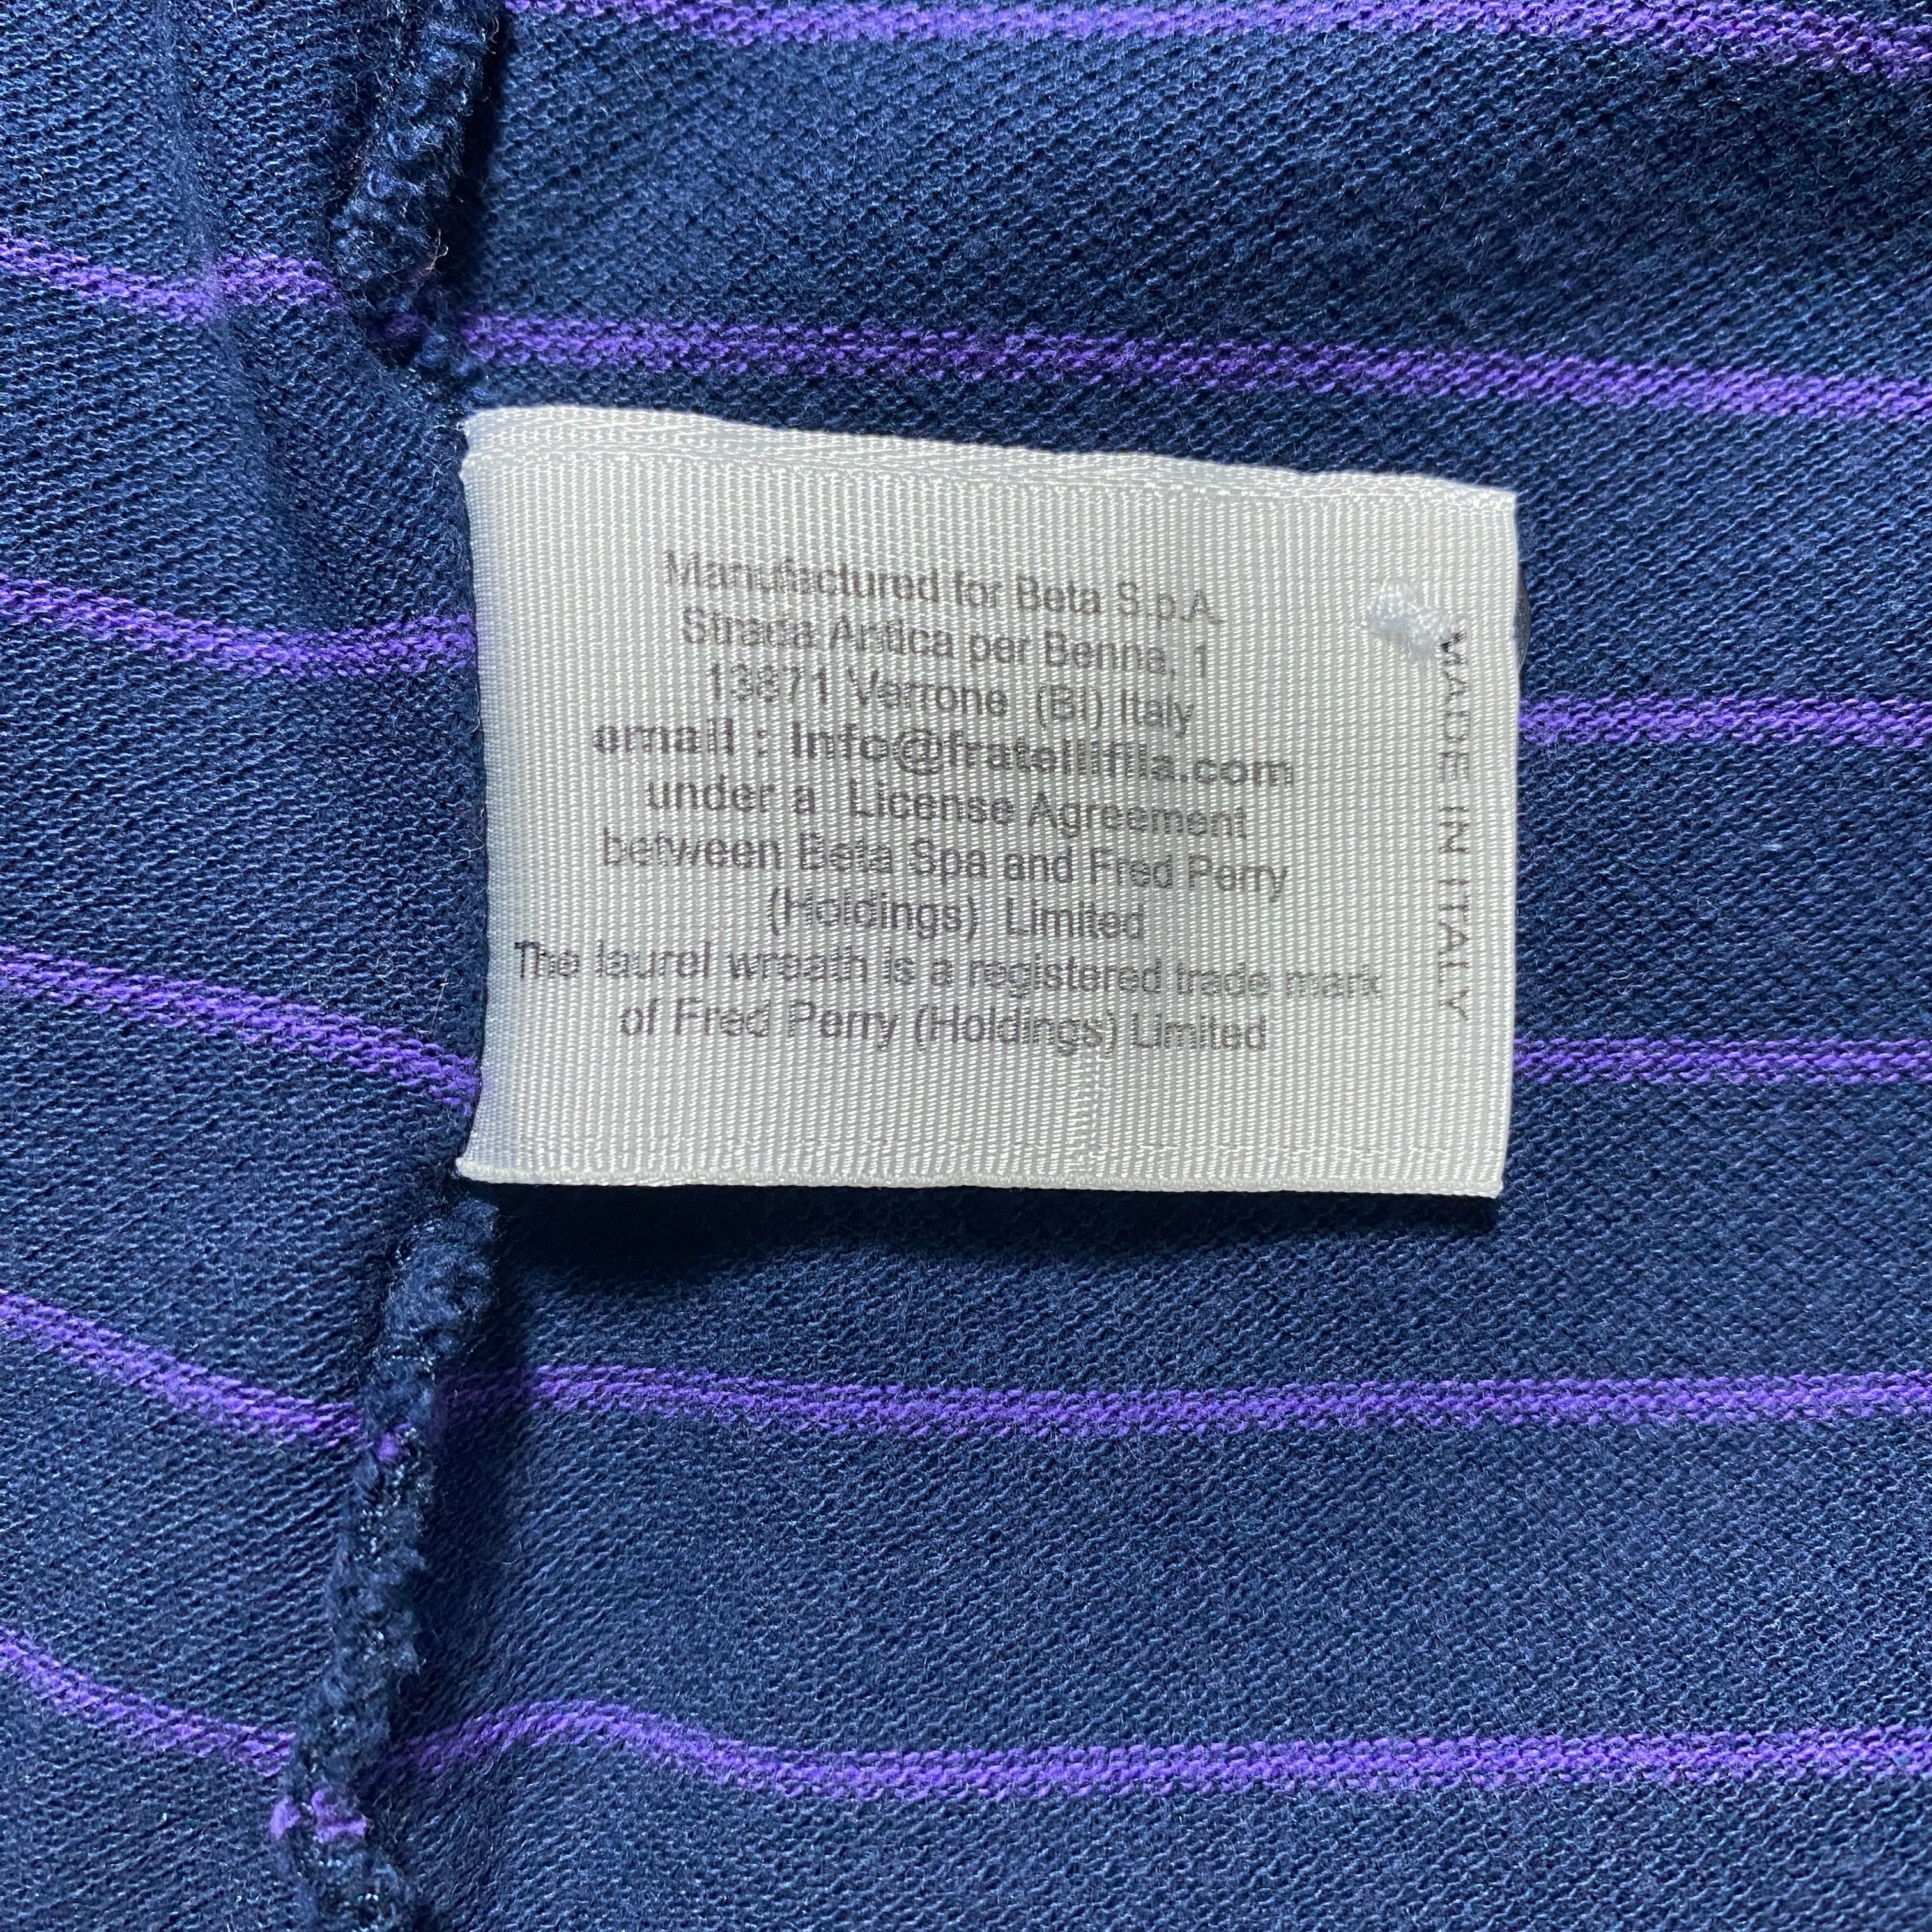 Manufactured for Beta S.p.A.
Strada Antica per Benna, 1
13871 Verrone (BI) Italy
email : info@fratellifila.com
under a License Agreement
between Beta Spa and Fred Perry
(Holdings) Limited
The laurel wreath is a registered trade mark
of Fred Perry (Holdings) Limited
MADE IN ITALY